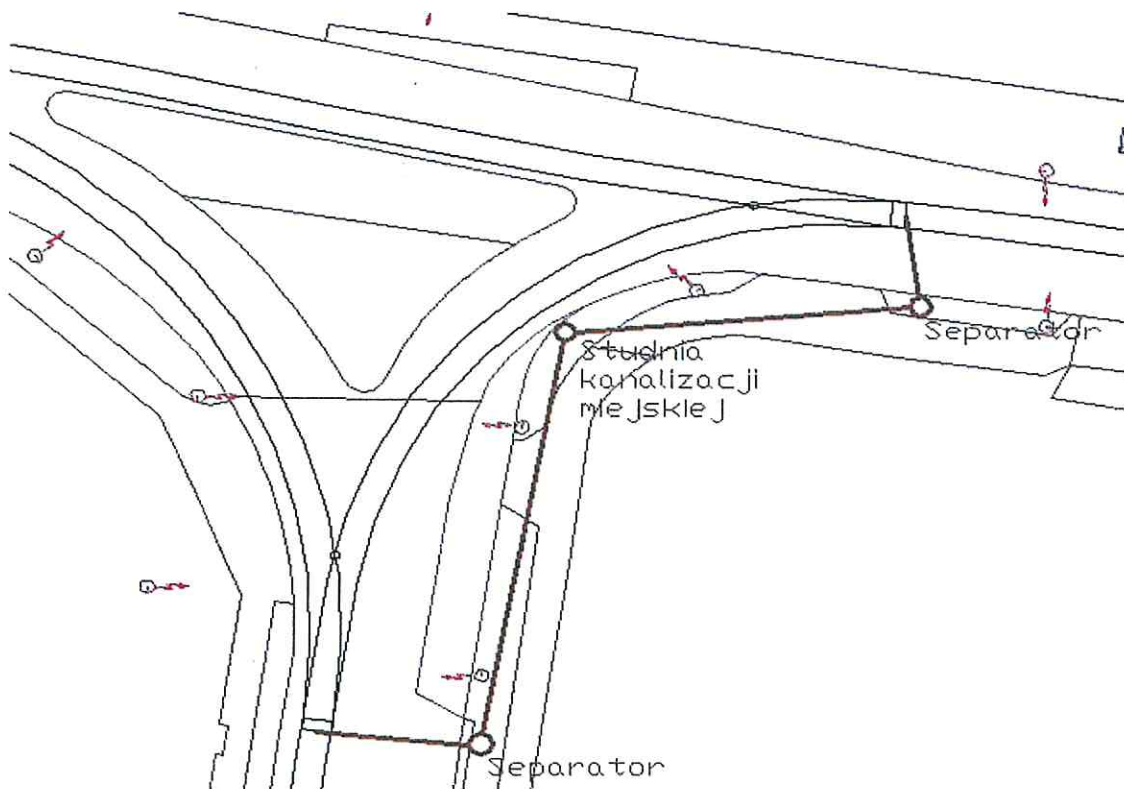 Separator
Studnia
kanalizacji
miejskiej
Separator